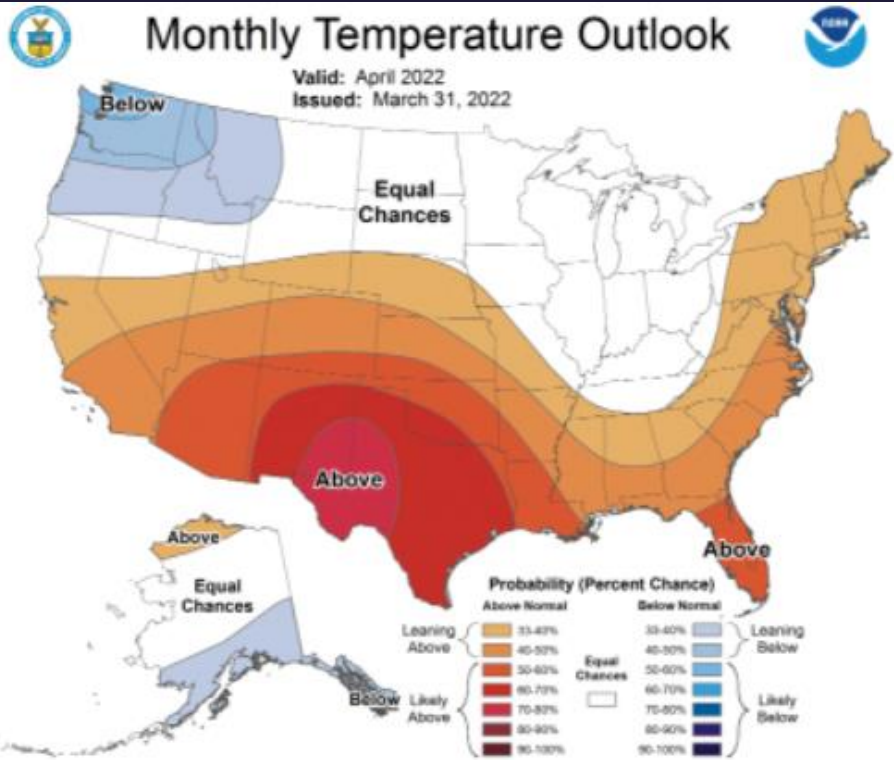 Monthly Temperature Outlook
NOAA
Valid: April 2022
Issued: March 31, 2022
Below
Equal
Chances
Above
Above
Above
Equal
Chances
Below
Probability (Percent Chance)
Above Normal
Below Normal
Leaning
Above
33-40%
40-50%
Likely
Above
50-60%
60-70%
70-80%
80-90%
90-100%
Equal
Chances
33-40%
40-50%
Leaning
Below
50-60%
60-70%
70-80%
80-90%
90-100%
Likely
Below